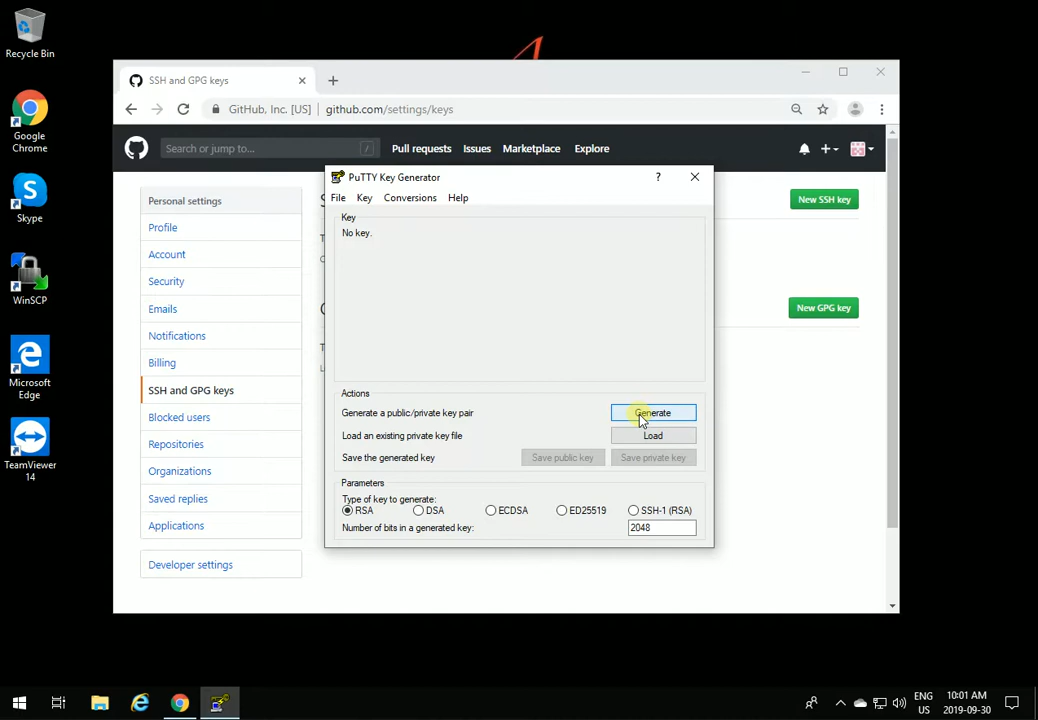 Recycle Bin
Google
Chrome
Skype
WinSCP
Microsoft
Edge
TeamViewer
14
SSH and GPG keys
GitHub, Inc. [US]
github.com/settings/keys
Search or jump to...
/
Pull requests
Issues
Marketplace
Explore
Personal settings
Profile
Account
Security
Emails
Notifications
Billing
SSH and GPG keys
Blocked users
Repositories
Organizations
Saved replies
Applications
Developer settings
New SSH key
New GPG key
PuTTY Key Generator
?
File
Key
Conversions
Help
Key
No key.
Actions
Generate a public/private key pair
Generate
Load an existing private key file
Load
Save the generated key
Save public key
Save private key
Parameters
Type of key to generate:
RSA
DSA
ECDSA
ED25519
SSH-1 (RSA)
Number of bits in a generated key:
2048
ENG
US
10:01 AM
2019-09-30